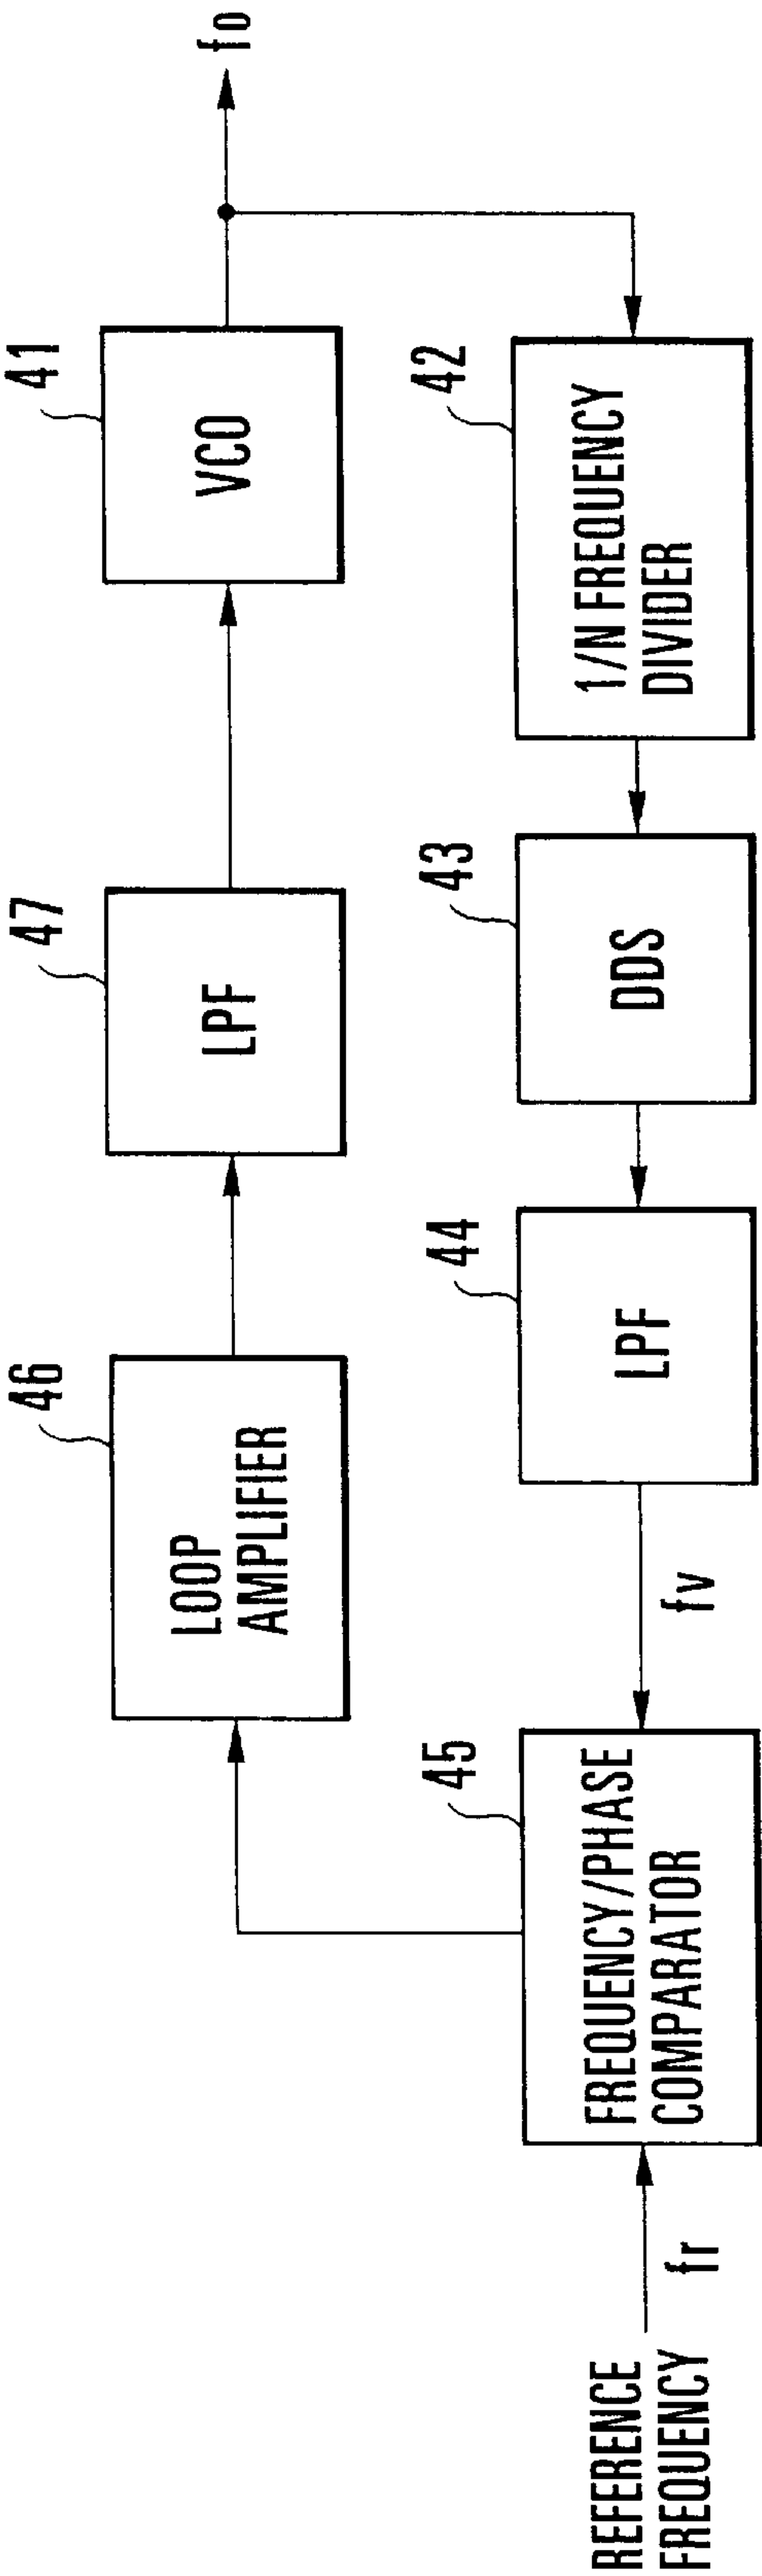 46
47
41
LOOP
AMPLIFIER
LPF
VCO
fo
45
44
43
42
FREQUENCY/PHASE
COMPARATOR
LPF
DDS
1/N FREQUENCY
DIVIDER
REFERENCE
FREQUENCY
fr
fv